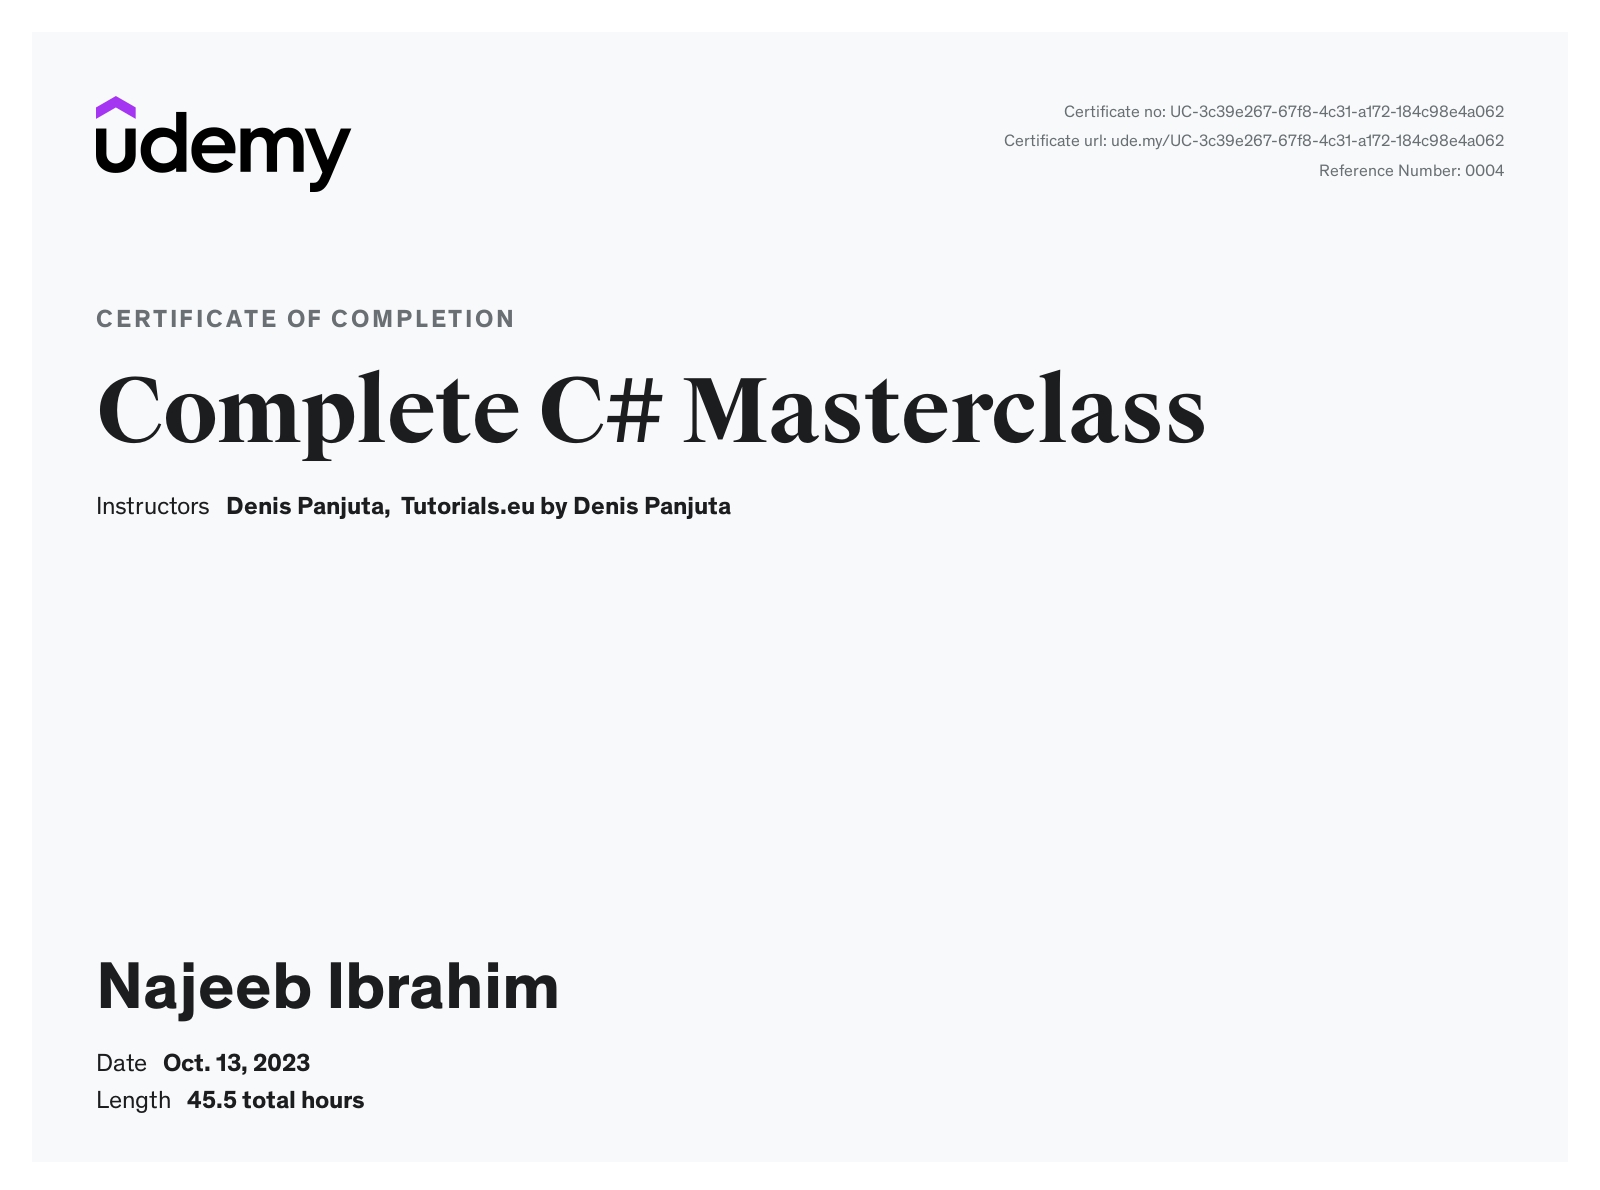 udemy
Certificate no: UC-3c39e267-67f8-4c31-a172-184c98e4a062
Certificate url: ude.my/UC-3c39e267-67f8-4c31-a172-184c98e4a062
Reference Number: 0004
CERTIFICATE OF COMPLETION
Complete C# Masterclass
Instructors Denis Panjuta, Tutorials.eu by Denis Panjuta
Najeeb Ibrahim
Date Oct. 13, 2023
Length 45.5 total hours